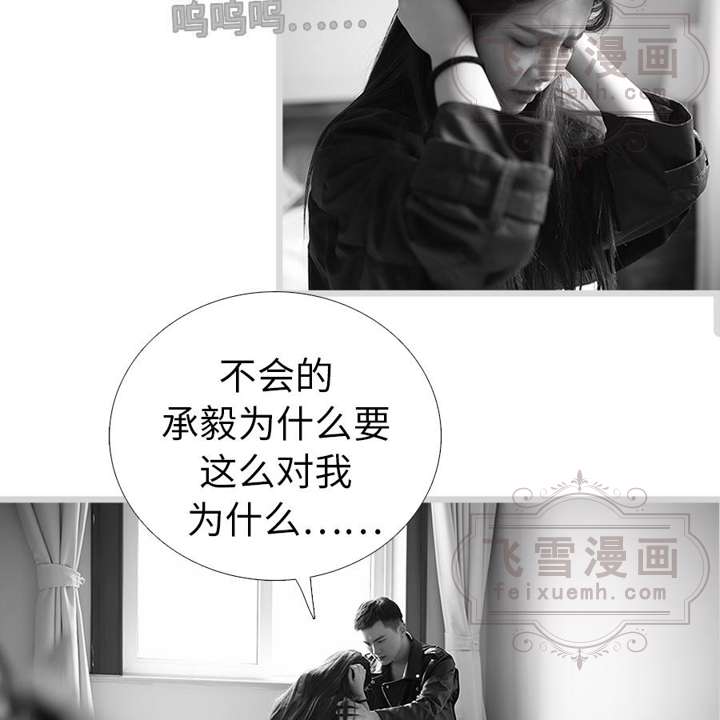 呜呜呜……
飞雪漫画
feixuemh.com
不会的
承毅为什么要
这么对我
为什么……
飞雪漫画
feixuemh.com